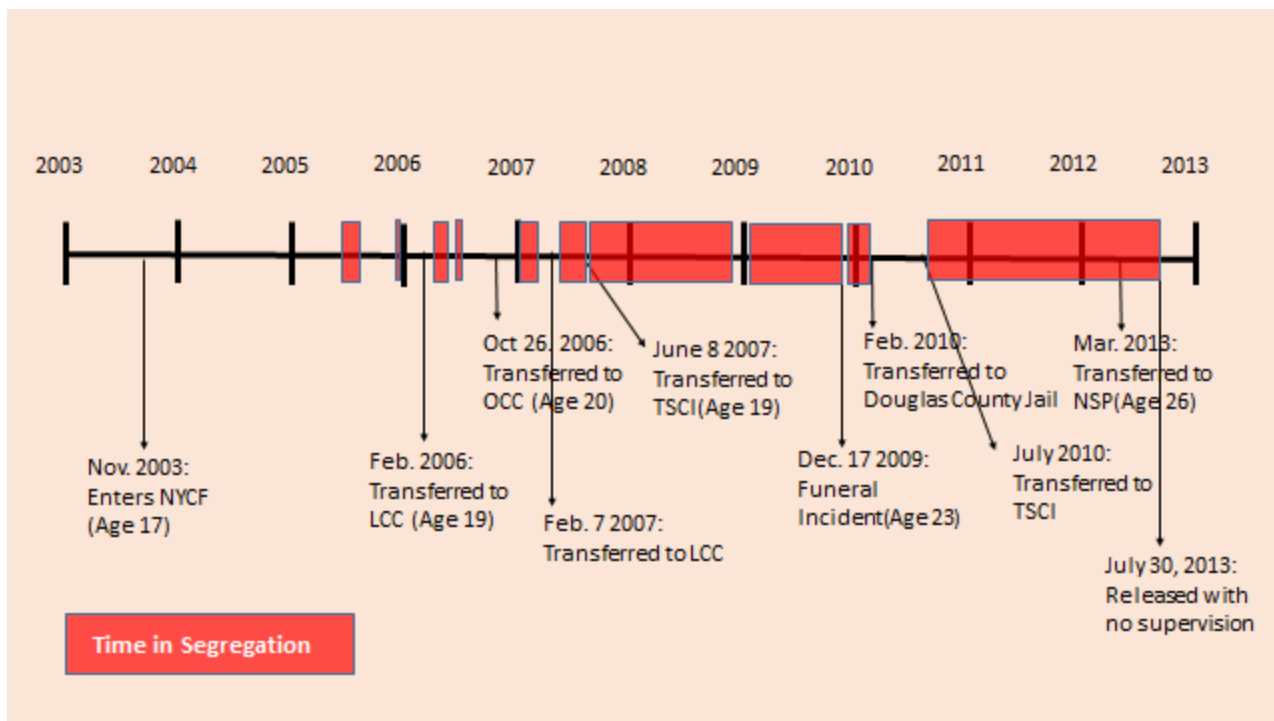 2003 2004 2005 2006 2007 2008 2009 2010 2011 2012 2013
Oct 26. 2006:
Transferred to
OCC (Age 20)
June 8 2007:
Transferred to
TSCI(Age 19)
Feb. 2010:
Transferred to
Douglas County Jail
Mar. 2013:
Transferred to
NSP(Age 26)
Nov. 2003:
Enters NYCF
(Age 17)
Feb. 2006:
Transferred to
LCC (Age 19)
Feb. 7 2007:
Transferred to LCC
Dec. 17 2009:
Funeral
Incident(Age 23)
July 2010:
Transferred to
TSCI
July 30, 2013:
Released with
no supervision
Time in Segregation